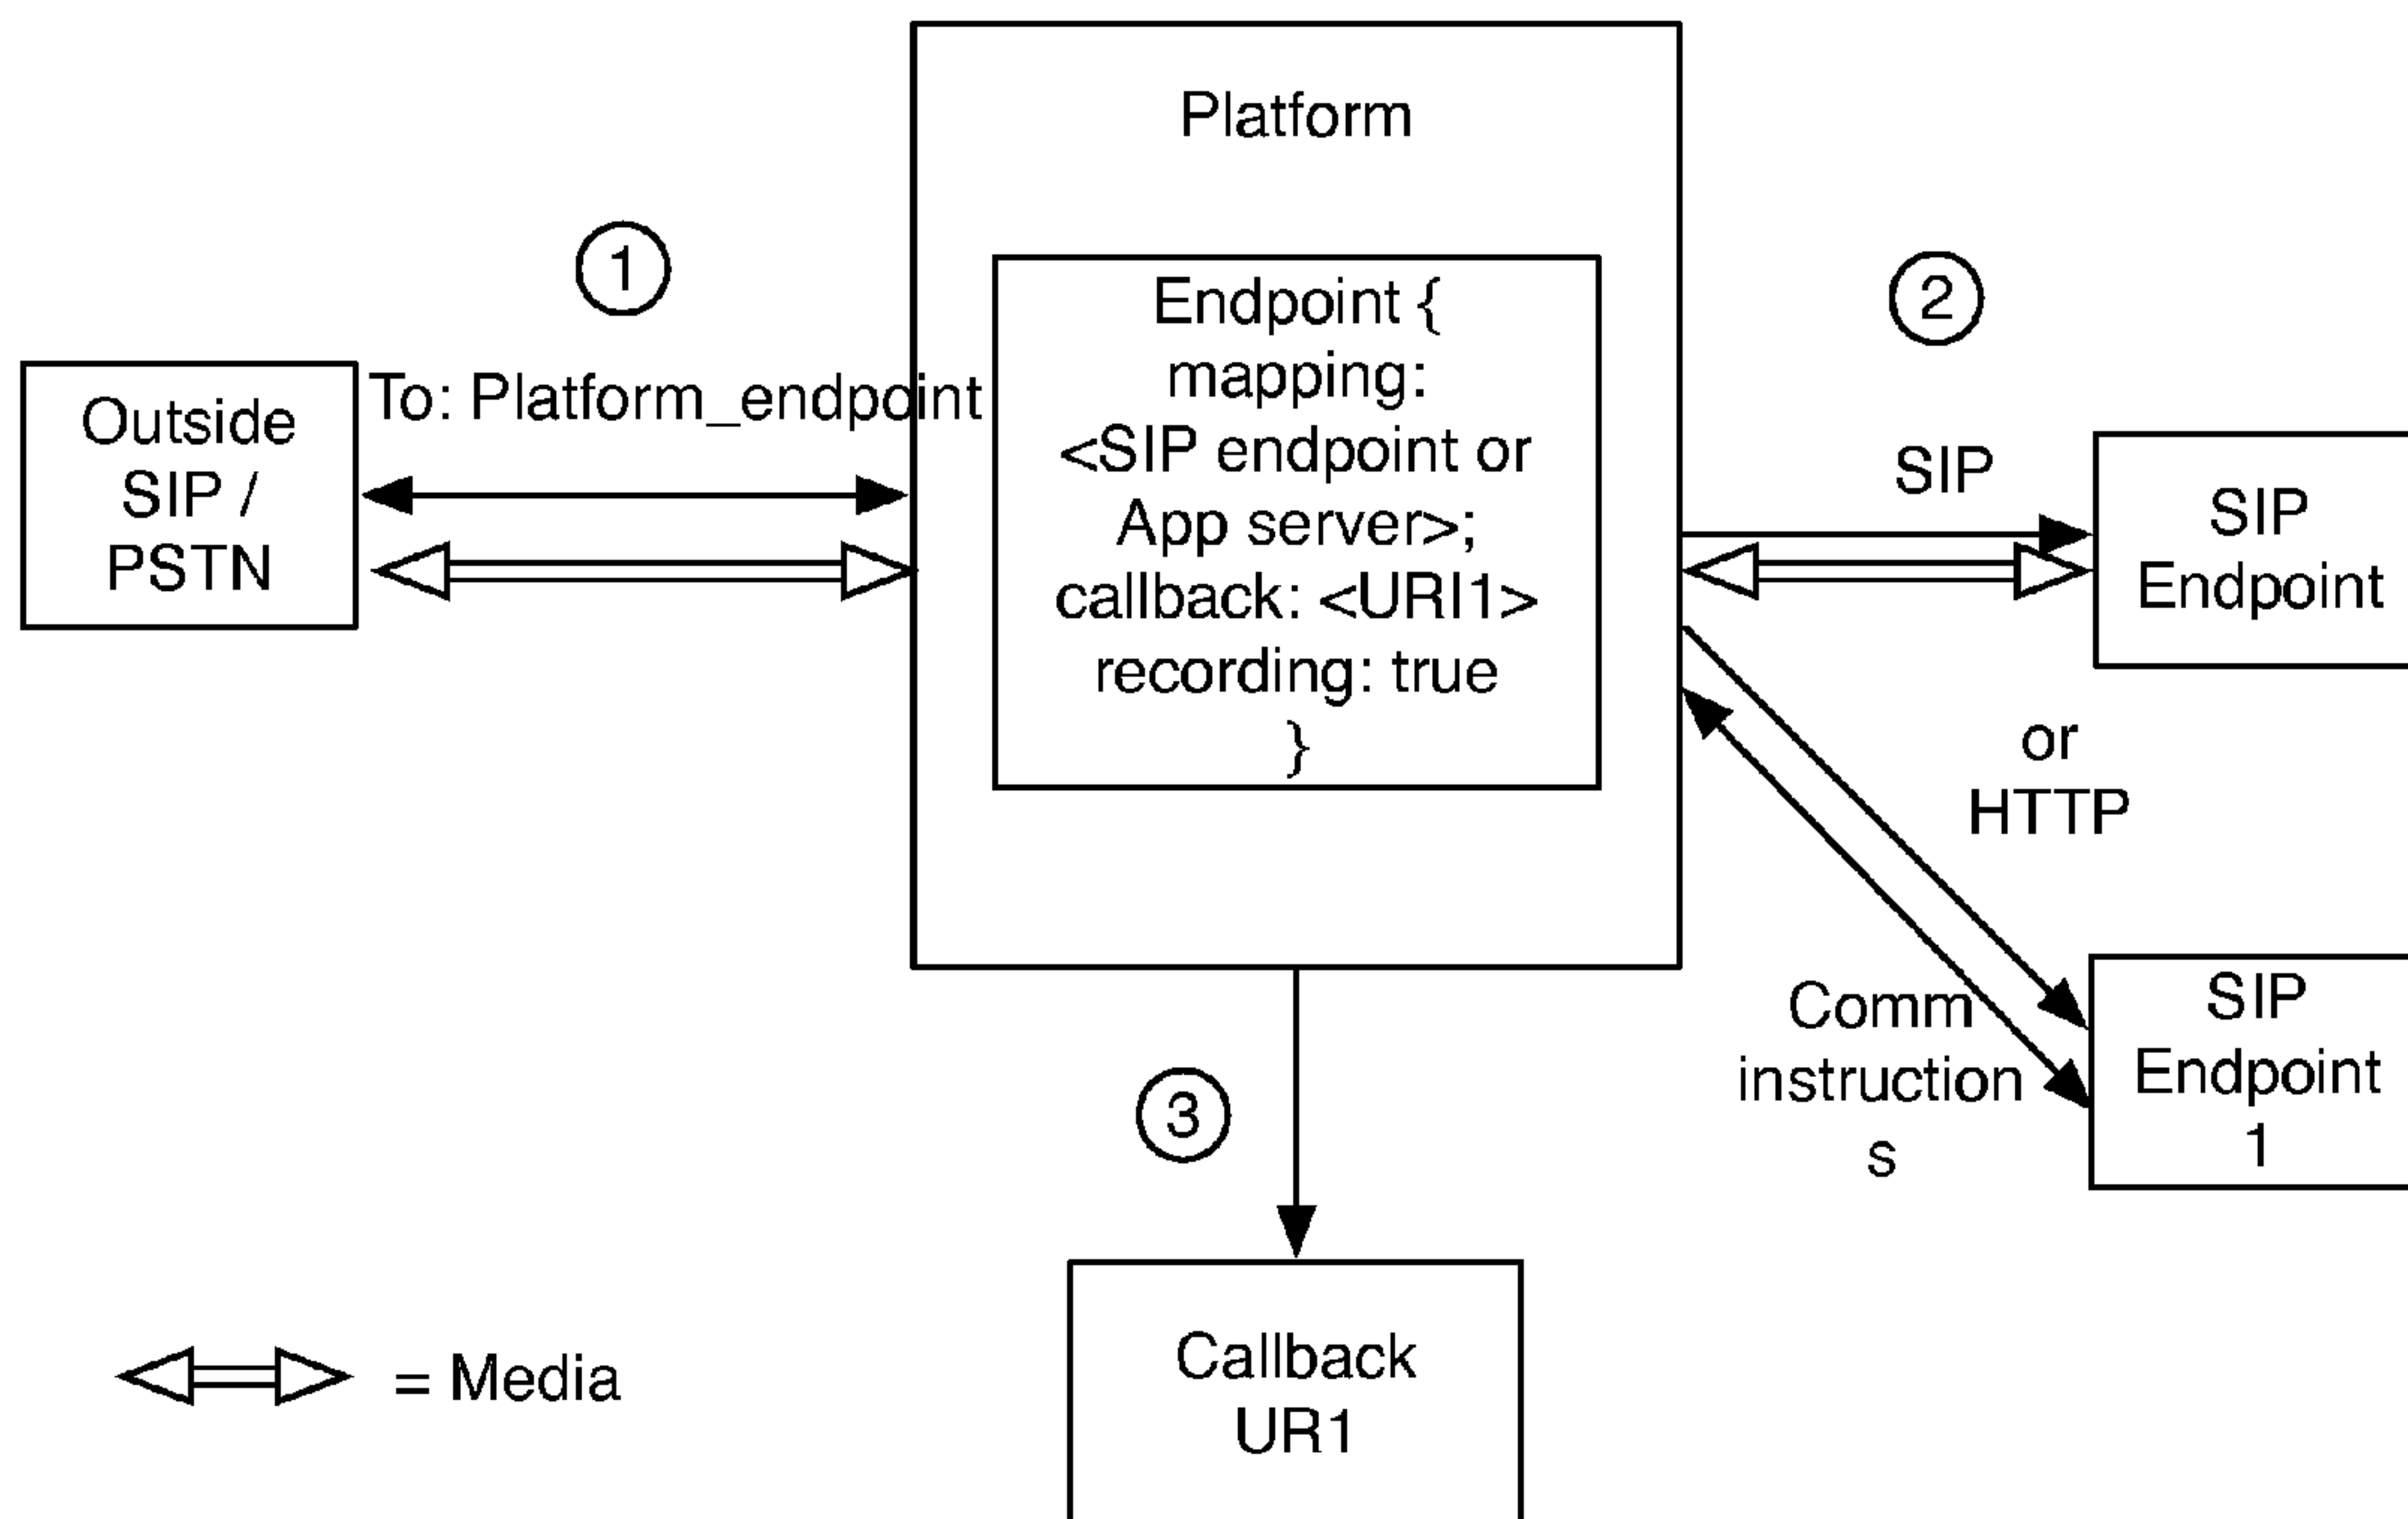 Platform
1
To: Platform_endpoint
Outside
SIP /
PSTN
Endpoint {
mapping:
<SIP endpoint or
App server>;
callback: <URI1>
recording: true
}
2
SIP
SIP
Endpoint
or
HTTP
Comm
instruction
s
SIP
Endpoint
1
3
Callback
UR1
= Media